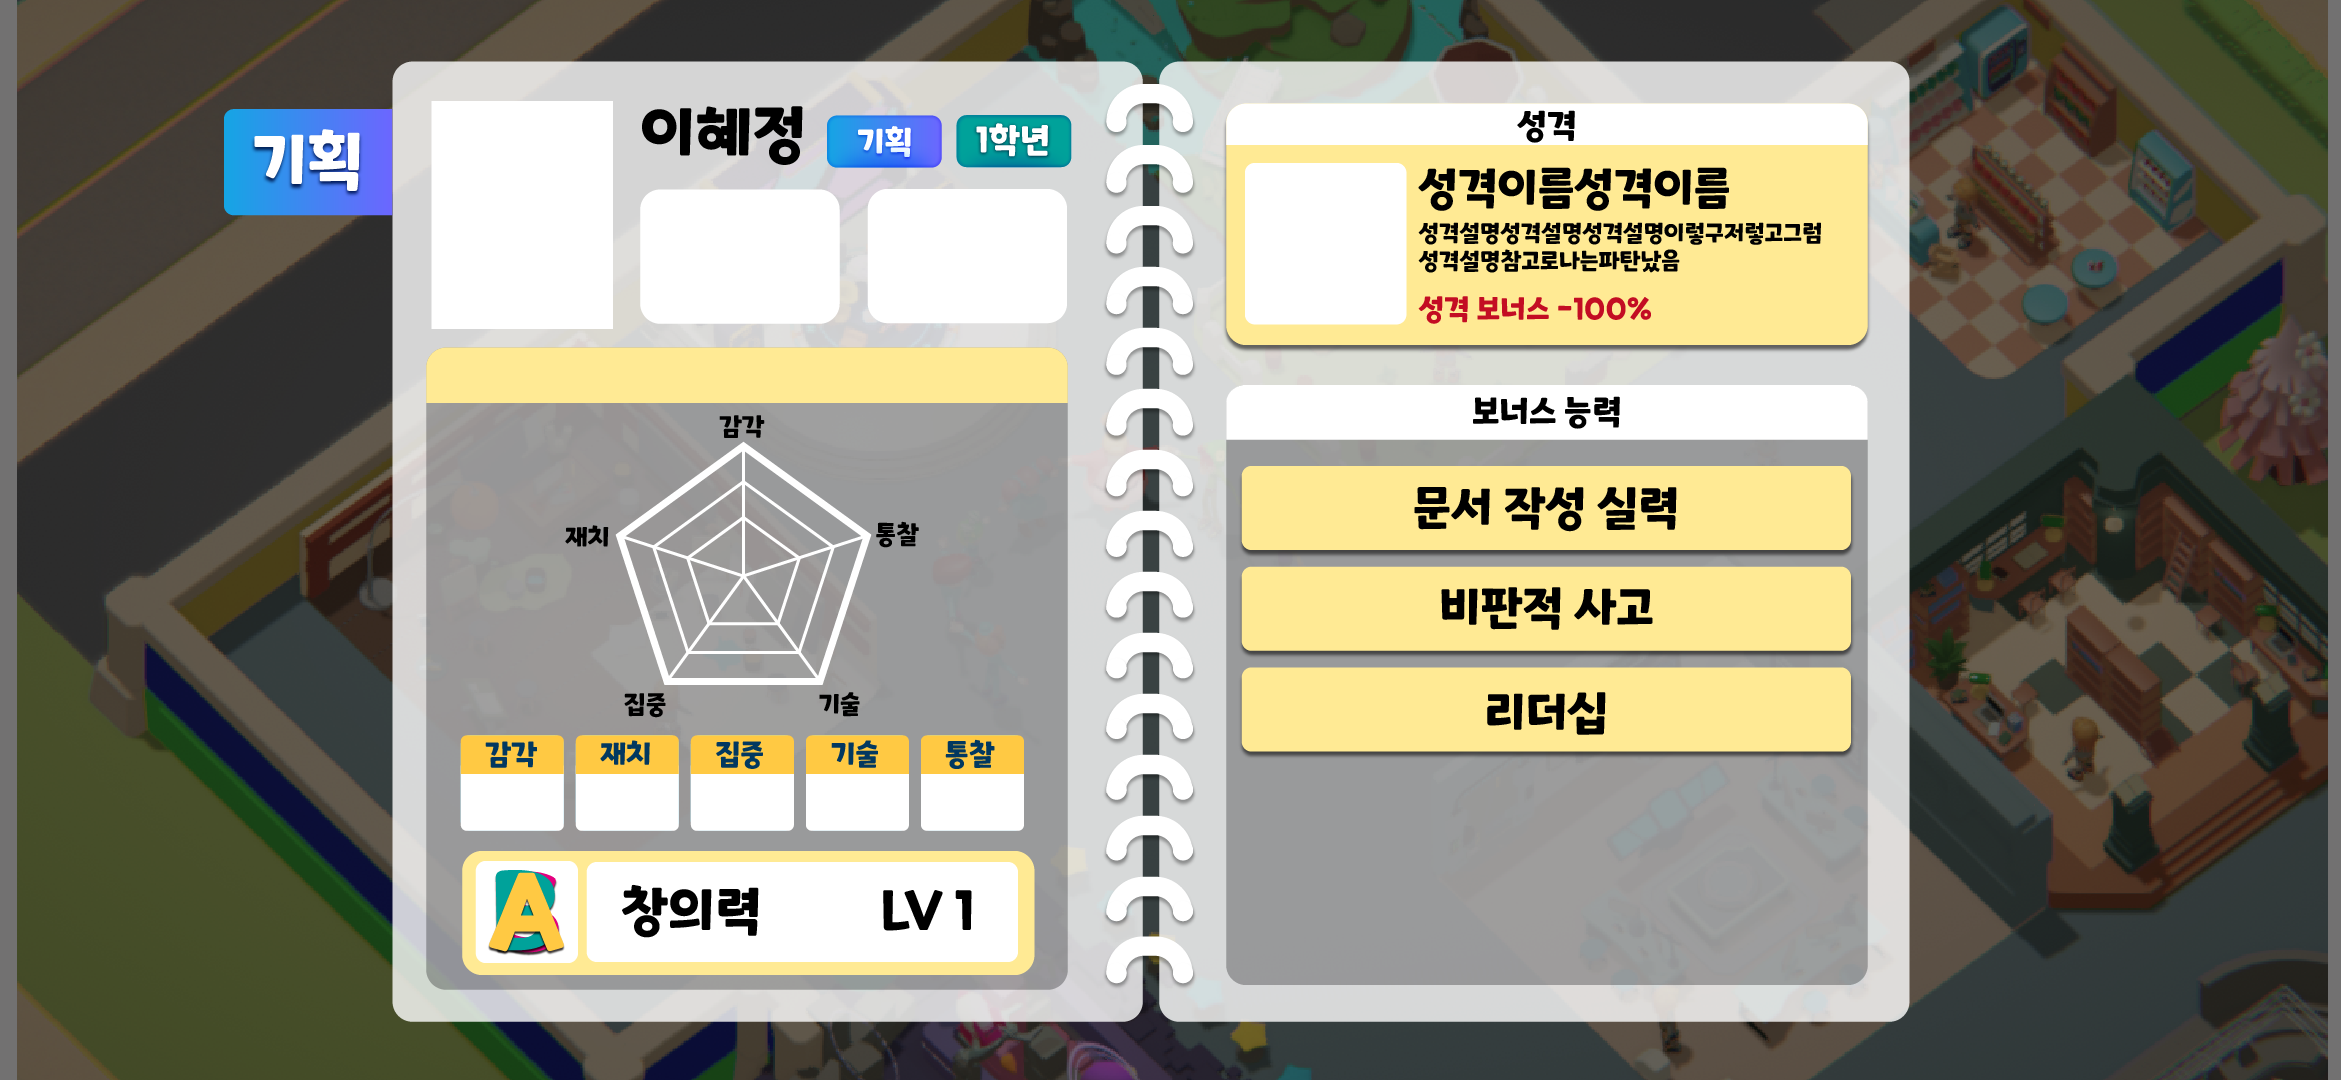 기획
이혜정
기획
1학년
감각
재치
통찰
집중
기술
감각
재치
집중
기술
통찰
A
창의력
LV 1
성격
성격이름성격이름
성격설명성격설명성격설명이렇구저렇고그럼
성격설명참고로나는파탄났음
성격 보너스 -100%
보너스 능력
문서 작성 실력
비판적 사고
리더십